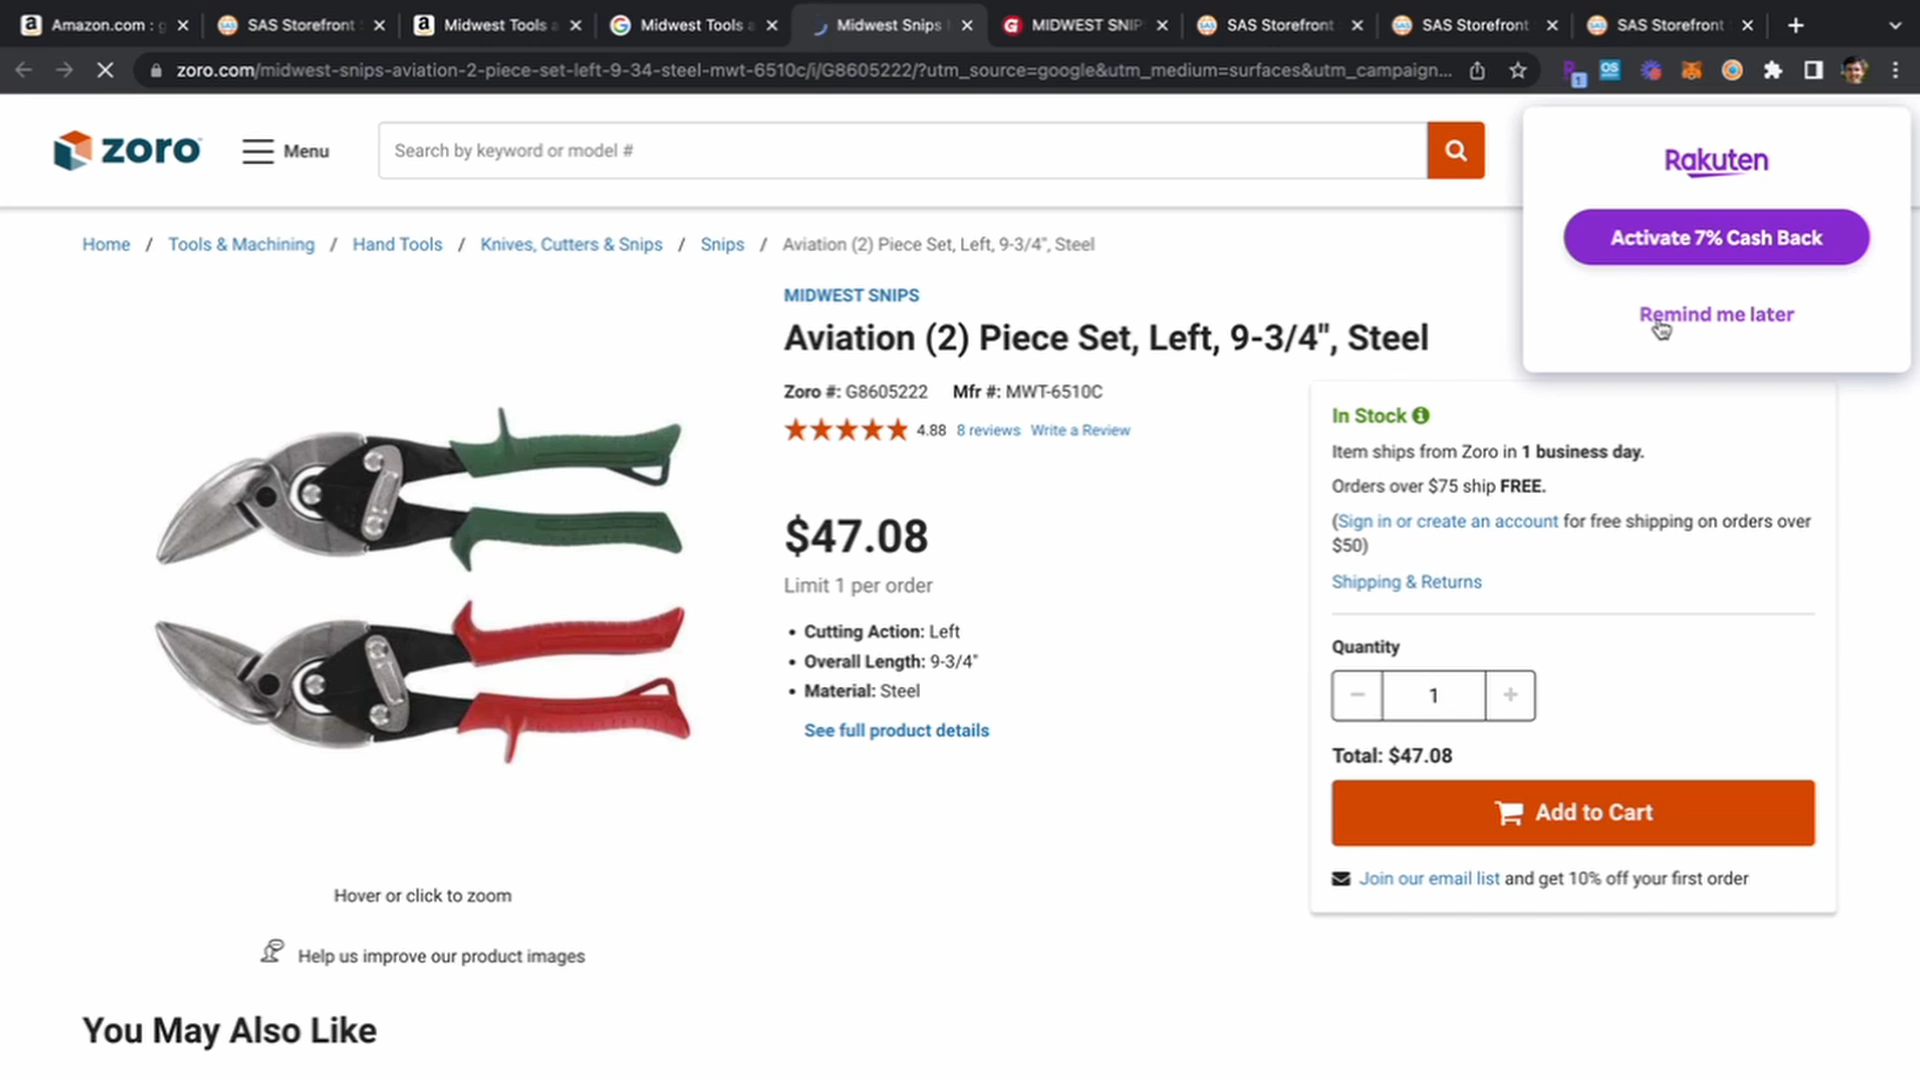 Amazon.com : g
SAS Storefront
Midwest Tools a
Midwest Tools a
Midwest Snips
MIDWEST SNIP
SAS Storefront
SAS Storefront
SAS Storefront
zoro.com/midwest-snips-aviation-2-piece-set-left-9-34-steel-mwt-6510c/i/G8605222/?utm_source=google&utm_medium=surfaces&utm_campaign...
OS
1
zoro
Menu
Search by keyword or model #
Rakuten
Activate 7% Cash Back
Remind me later
Home / Tools & Machining / Hand Tools / Knives, Cutters & Snips / Snips / Aviation (2) Piece Set, Left, 9-3/4", Steel
MIDWEST SNIPS
Aviation (2) Piece Set, Left, 9-3/4", Steel
Zoro #: G8605222 Mfr #: MWT-6510C
4.88 8 reviews Write a Review
$47.08
Limit 1 per order
• Cutting Action: Left
• Overall Length: 9-3/4"
• Material: Steel
See full product details
In Stock
Item ships from Zoro in 1 business day.
Orders over $75 ship FREE.
(Sign in or create an account for free shipping on orders over
$50)
Shipping & Returns
Quantity
− 1 +
Total: $47.08
Add to Cart
Join our email list and get 10% off your first order
Hover or click to zoom
Help us improve our product images
You May Also Like